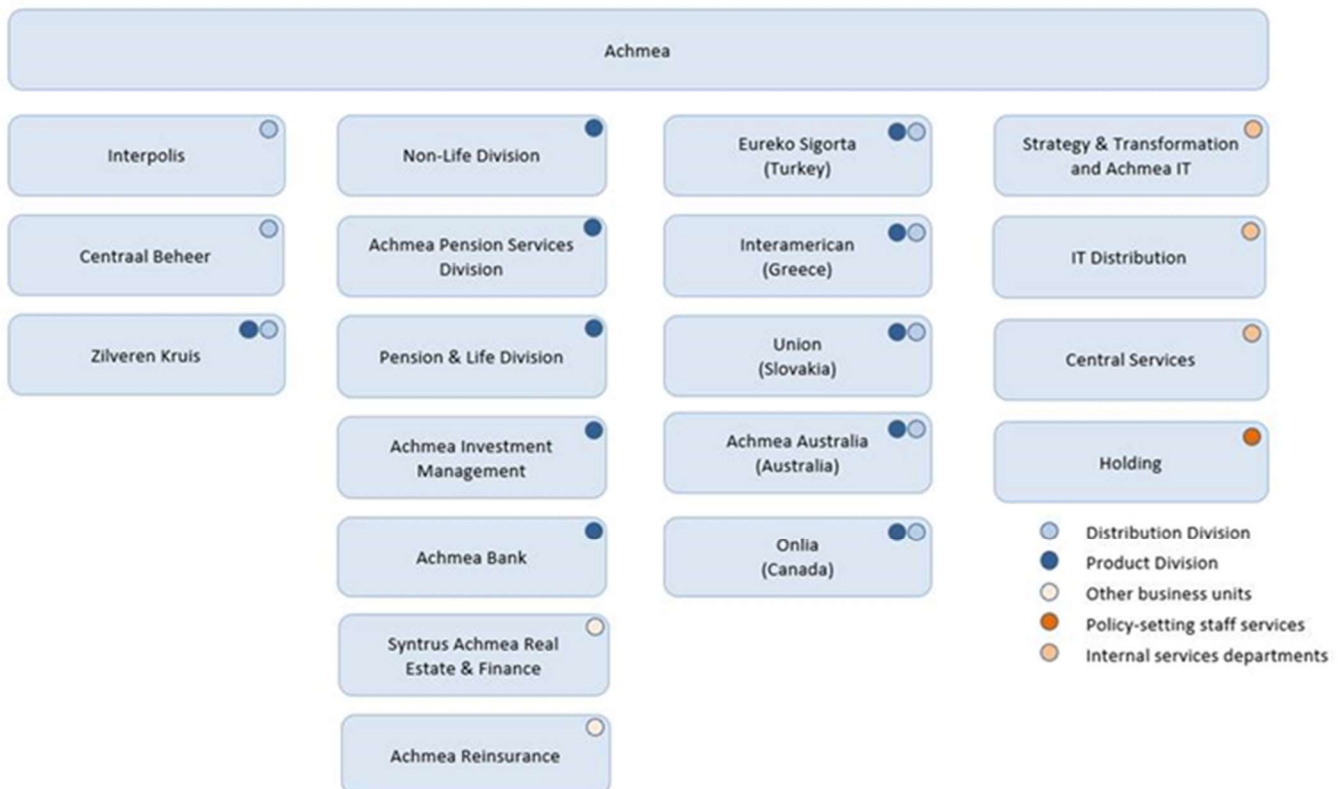 Achmea
Interpolis
Centraal Beheer
Zilveren Kruis
Non-Life Division
Achmea Pension Services
Division
Pension & Life Division
Achmea Investment
Management
Achmea Bank
Syntrus Achmea Real
Estate & Finance
Achmea Reinsurance
Eureko Sigorta
(Turkey)
Interamerican
(Greece)
Union
(Slovakia)
Achmea Australia
(Australia)
Onlia
(Canada)
Strategy & Transformation
and Achmea IT
IT Distribution
Central Services
Holding
Distribution Division
Product Division
Other business units
Policy-setting staff services
Internal services departments